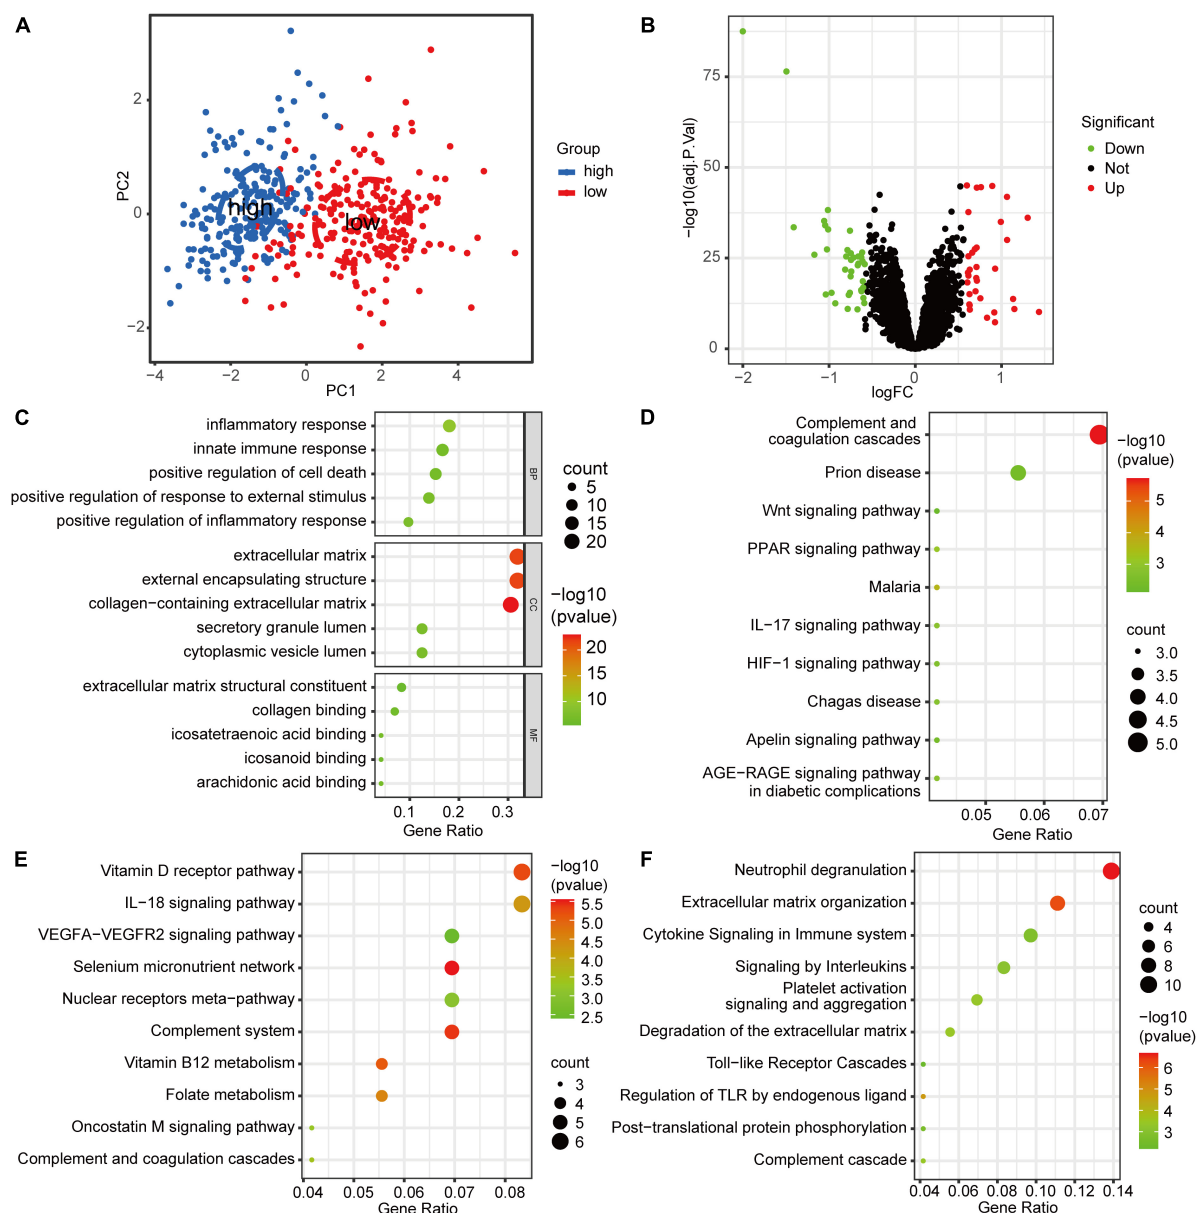 A
2
0
−2
PC2
−4
−2
0
2
4
PC1
high
low
Group
high
low
B
75
50
25
0
−log10(adj.P.Val)
−2
−1
0
1
logFC
Significant
Down
Not
Up
C
inflammatory response
innate immune response
positive regulation of cell death
positive regulation of response to external stimulus
positive regulation of inflammatory response
BP
extracellular matrix
external encapsulating structure
collagen−containing extracellular matrix
secretory granule lumen
cytoplasmic vesicle lumen
CC
extracellular matrix structural constituent
collagen binding
icosatetraenoic acid binding
icosanoid binding
arachidonic acid binding
MF
0.1
0.2
0.3
Gene Ratio
count
5
10
15
20
−log10
(pvalue)
20
15
10
D
Complement and
coagulation cascades
Prion disease
Wnt signaling pathway
PPAR signaling pathway
Malaria
IL−17 signaling pathway
HIF−1 signaling pathway
Chagas disease
Apelin signaling pathway
AGE−RAGE signaling pathway
in diabetic complications
0.05
0.06
0.07
Gene Ratio
−log10
(pvalue)
5
4
3
count
3.0
3.5
4.0
4.5
5.0
E
Vitamin D receptor pathway
IL−18 signaling pathway
VEGFA−VEGFR2 signaling pathway
Selenium micronutrient network
Nuclear receptors meta−pathway
Complement system
Vitamin B12 metabolism
Folate metabolism
Oncostatin M signaling pathway
Complement and coagulation cascades
0.04
0.05
0.06
0.07
0.08
Gene Ratio
−log10
(pvalue)
5.5
5.0
4.5
4.0
3.5
3.0
2.5
count
3
4
5
6
F
Neutrophil degranulation
Extracellular matrix organization
Cytokine Signaling in Immune system
Signaling by Interleukins
Platelet activation
signaling and aggregation
Degradation of the extracellular matrix
Toll−like Receptor Cascades
Regulation of TLR by endogenous ligand
Post−translational protein phosphorylation
Complement cascade
0.04
0.06
0.08
0.10
0.12
0.14
Gene Ratio
count
4
6
8
10
−log10
(pvalue)
6
5
4
3